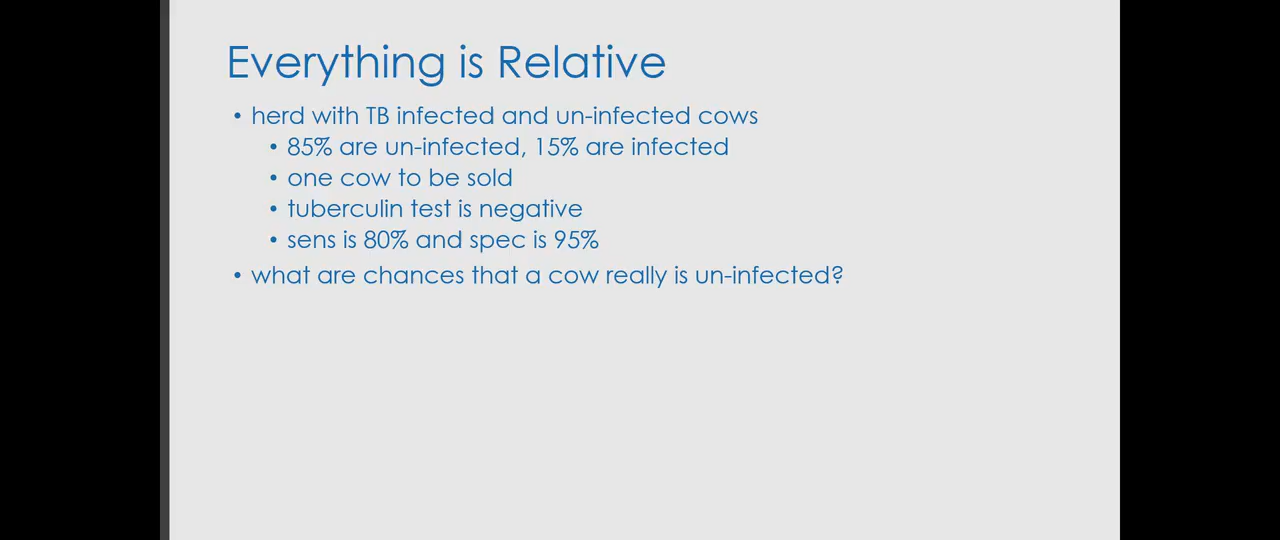 Everything is Relative
• herd with TB infected and un-infected cows
• 85% are un-infected, 15% are infected
• one cow to be sold
• tuberculin test is negative
• sens is 80% and spec is 95%
• what are chances that a cow really is un-infected?